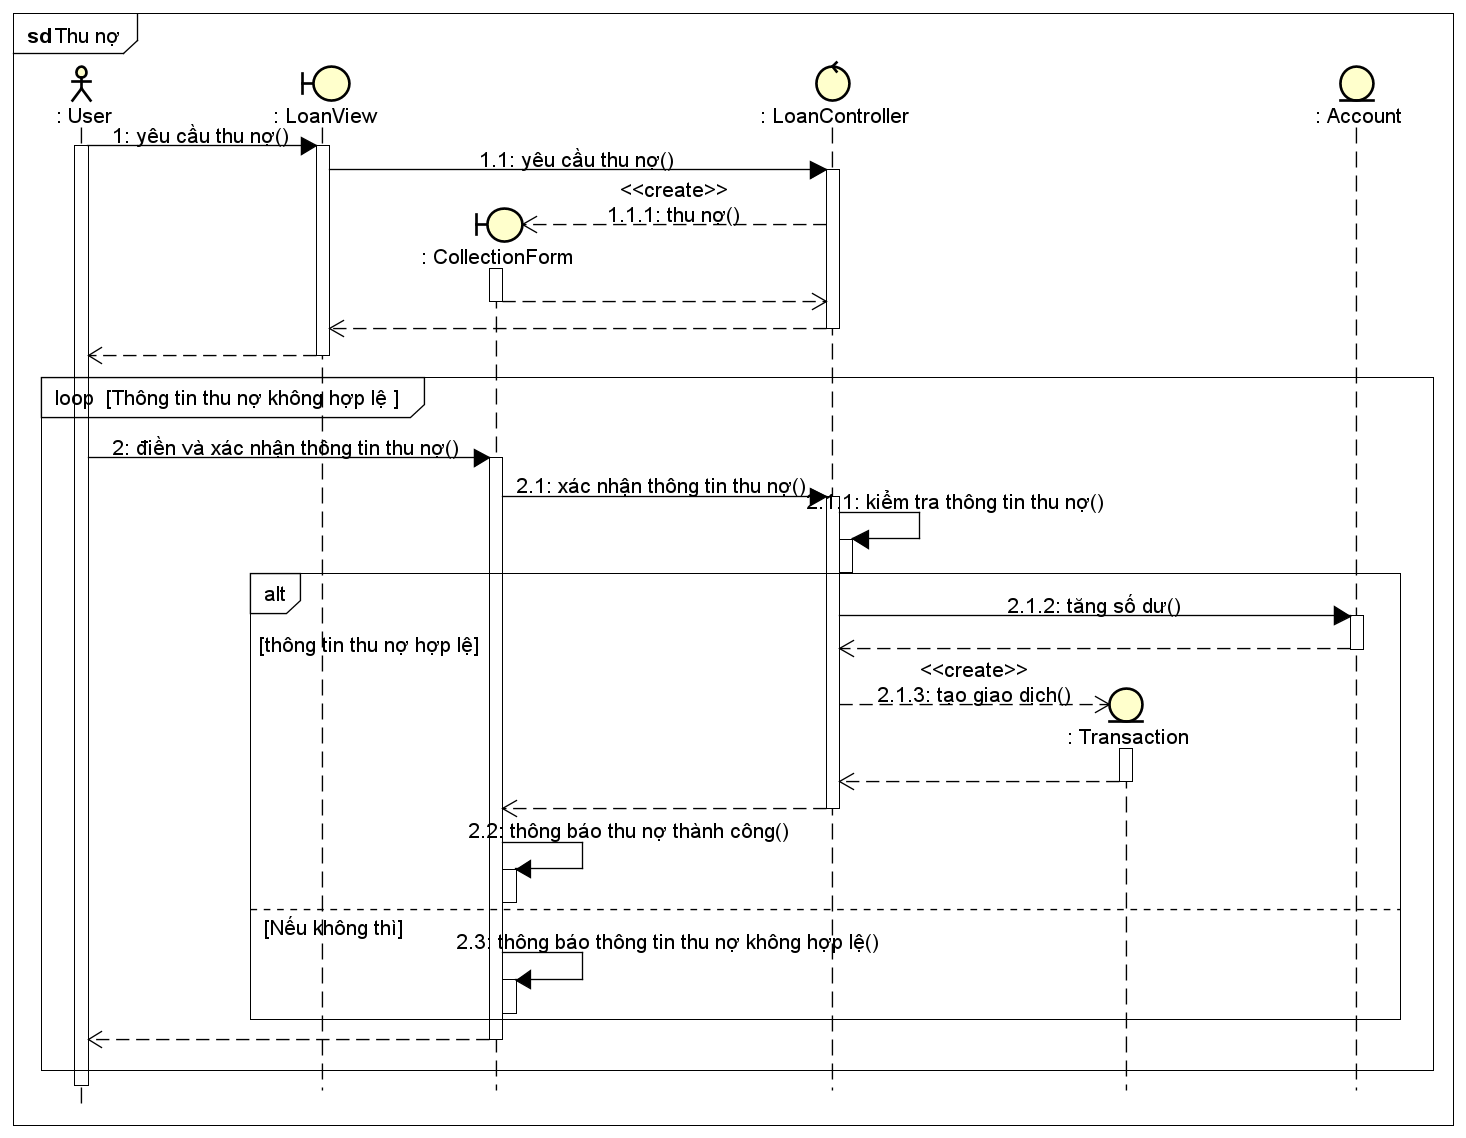 sd Thu nợ
: User
: LoanView
: LoanController
: Account
1: yêu cầu thu nợ()
1.1: yêu cầu thu nợ()
<<create>>
1.1.1: thu nợ()
: CollectionForm
loop [Thông tin thu nợ không hợp lệ ]
2: điền và xác nhận thông tin thu nợ()
2.1: xác nhận thông tin thu nợ()
2.1.1: kiểm tra thông tin thu nợ()
alt
2.1.2: tăng số dư()
[thông tin thu nợ hợp lệ]
<<create>>
2.1.3: tạo giao dịch()
: Transaction
2.2: thông báo thu nợ thành công()
[Nếu không thì]
2.3: thông báo thông tin thu nợ không hợp lệ()